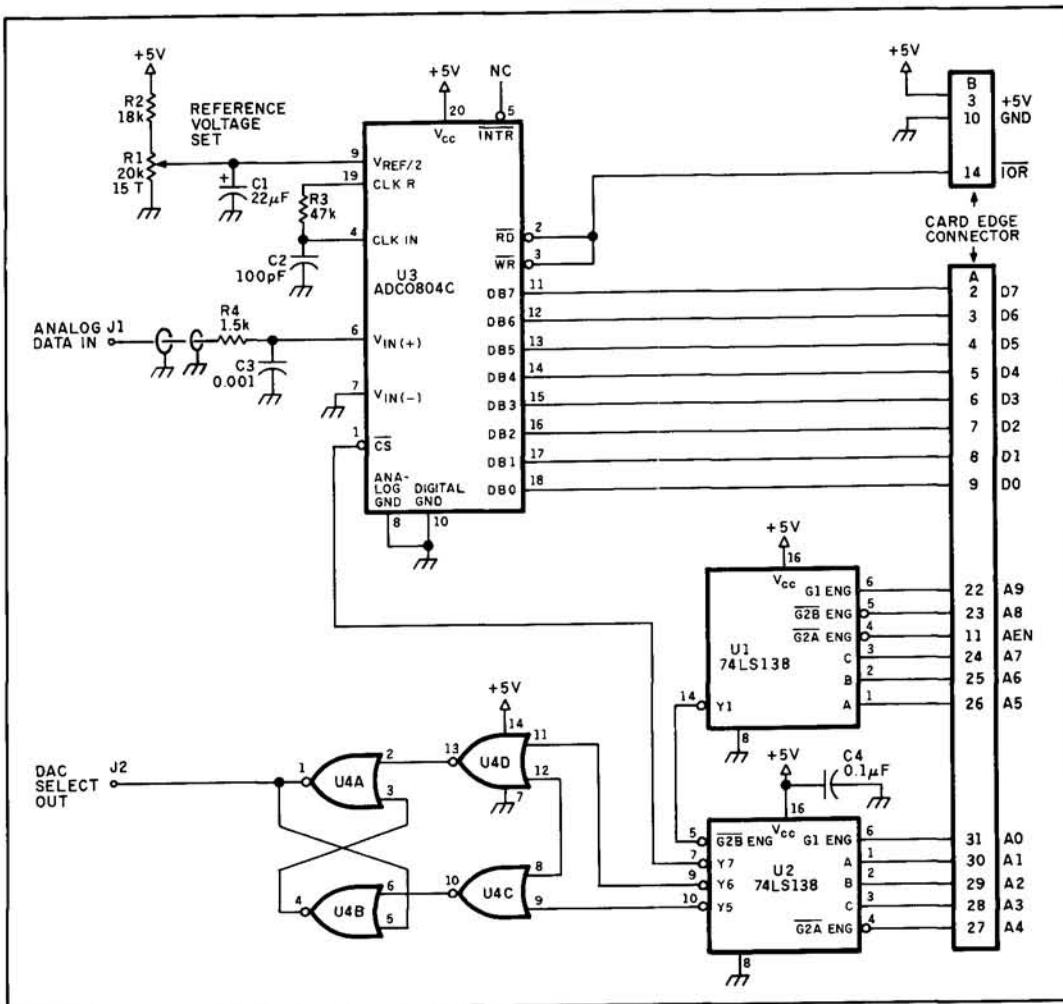 +5V
R2
18k
R1
20k
15 T
REFERENCE
VOLTAGE
SET
+
C1
22µF
R3
47k
C2
100pF
ANALOG J1
DATA IN
R4
1.5k
C3
0.001
+5V
20
VCC
NC
5
INTR
9
VREF/2
19
CLK R
4
CLK IN
U3
ADC0804C
6
VIN(+)
7
VIN(-)
1
CS
ANA-
LOG
GND
8
DIGITAL
GND
10
RD
2
WR
3
DB7
11
DB6
12
DB5
13
DB4
14
DB3
15
DB2
16
DB1
17
DB0
18
+5V
B
3
+5V
10
GND
14
IOR
CARD EDGE
CONNECTOR
A
2
D7
3
D6
4
D5
5
D4
6
D3
7
D2
8
D1
9
D0
+5V
16
VCC
G1 ENG
6
22
A9
G2B ENG
5
23
A8
G2A ENG
4
11
AEN
U1
74LS138
C
3
24
A7
B
2
25
A6
14
Y1
A
1
26
A5
8
+5V
C4
0.1µF
16
VCC
5
G2B ENG
G1 ENG
6
31
A0
7
Y7
A
1
30
A1
U2
74LS138
9
Y6
B
2
29
A2
10
Y5
C
3
28
A3
G2A ENG
4
27
A4
8
+5V
14
DAC
SELECT
OUT
J2
1
U4A
2
3
13
U4D
11
12
7
4
U4B
6
5
10
U4C
8
9